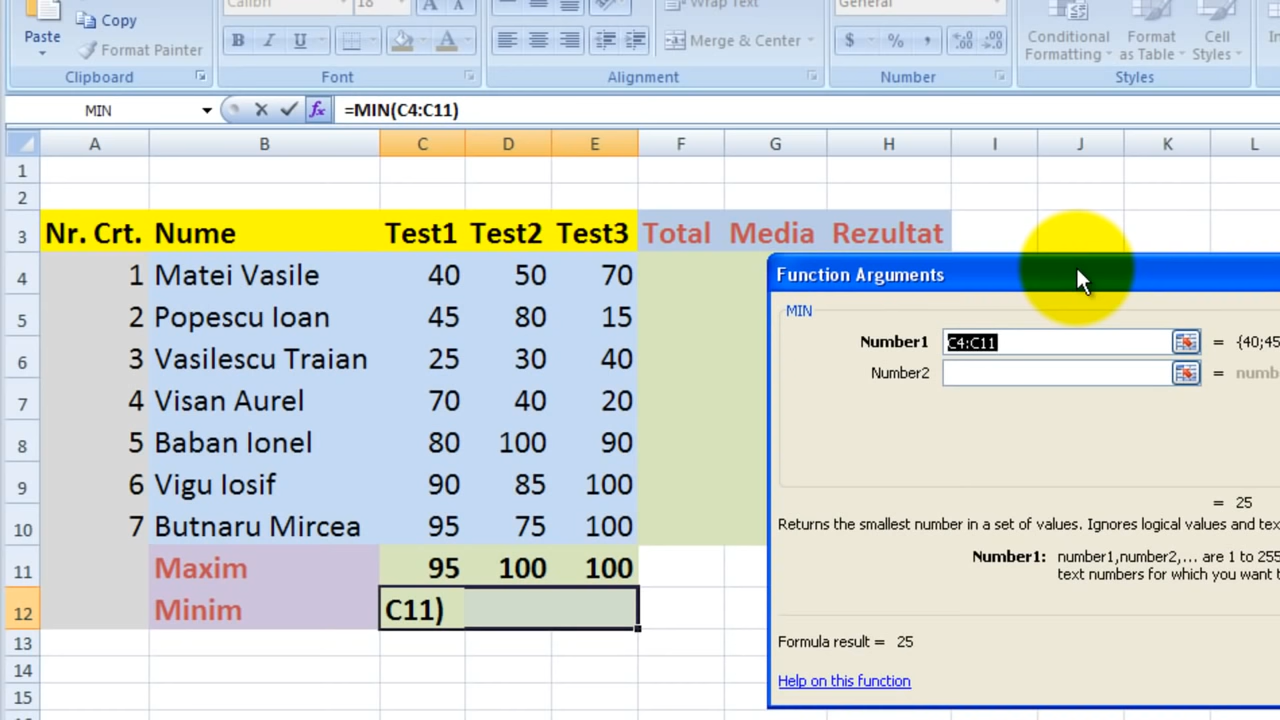 Calibri 18 A A Wrap Text General
Copy
Paste
Format Painter
B I U
Merge & Center
$ % ,
Conditional Formatting
Format as Table
Cell Styles
Clipboard Font Alignment Number Styles
MIN =MIN(C4:C11)
A B C D E F G H I J K L
1
2
3 Nr. Crt. Nume Test1 Test2 Test3 Total Media Rezultat
4 1 Matei Vasile 40 50 70
5 2 Popescu Ioan 45 80 15
6 3 Vasilescu Traian 25 30 40
7 4 Visan Aurel 70 40 20
8 5 Baban Ionel 80 100 90
9 6 Vigu Iosif 90 85 100
10 7 Butnaru Mircea 95 75 100
11 Maxim 95 100 100
12 Minim C11)
13
14
15
Function Arguments
MIN
Number1 C4:C11 = {40;45
Number2 = numb
= 25
Returns the smallest number in a set of values. Ignores logical values and tex
Number1: number1,number2,... are 1 to 255
text numbers for which you want t
Formula result = 25
Help on this function